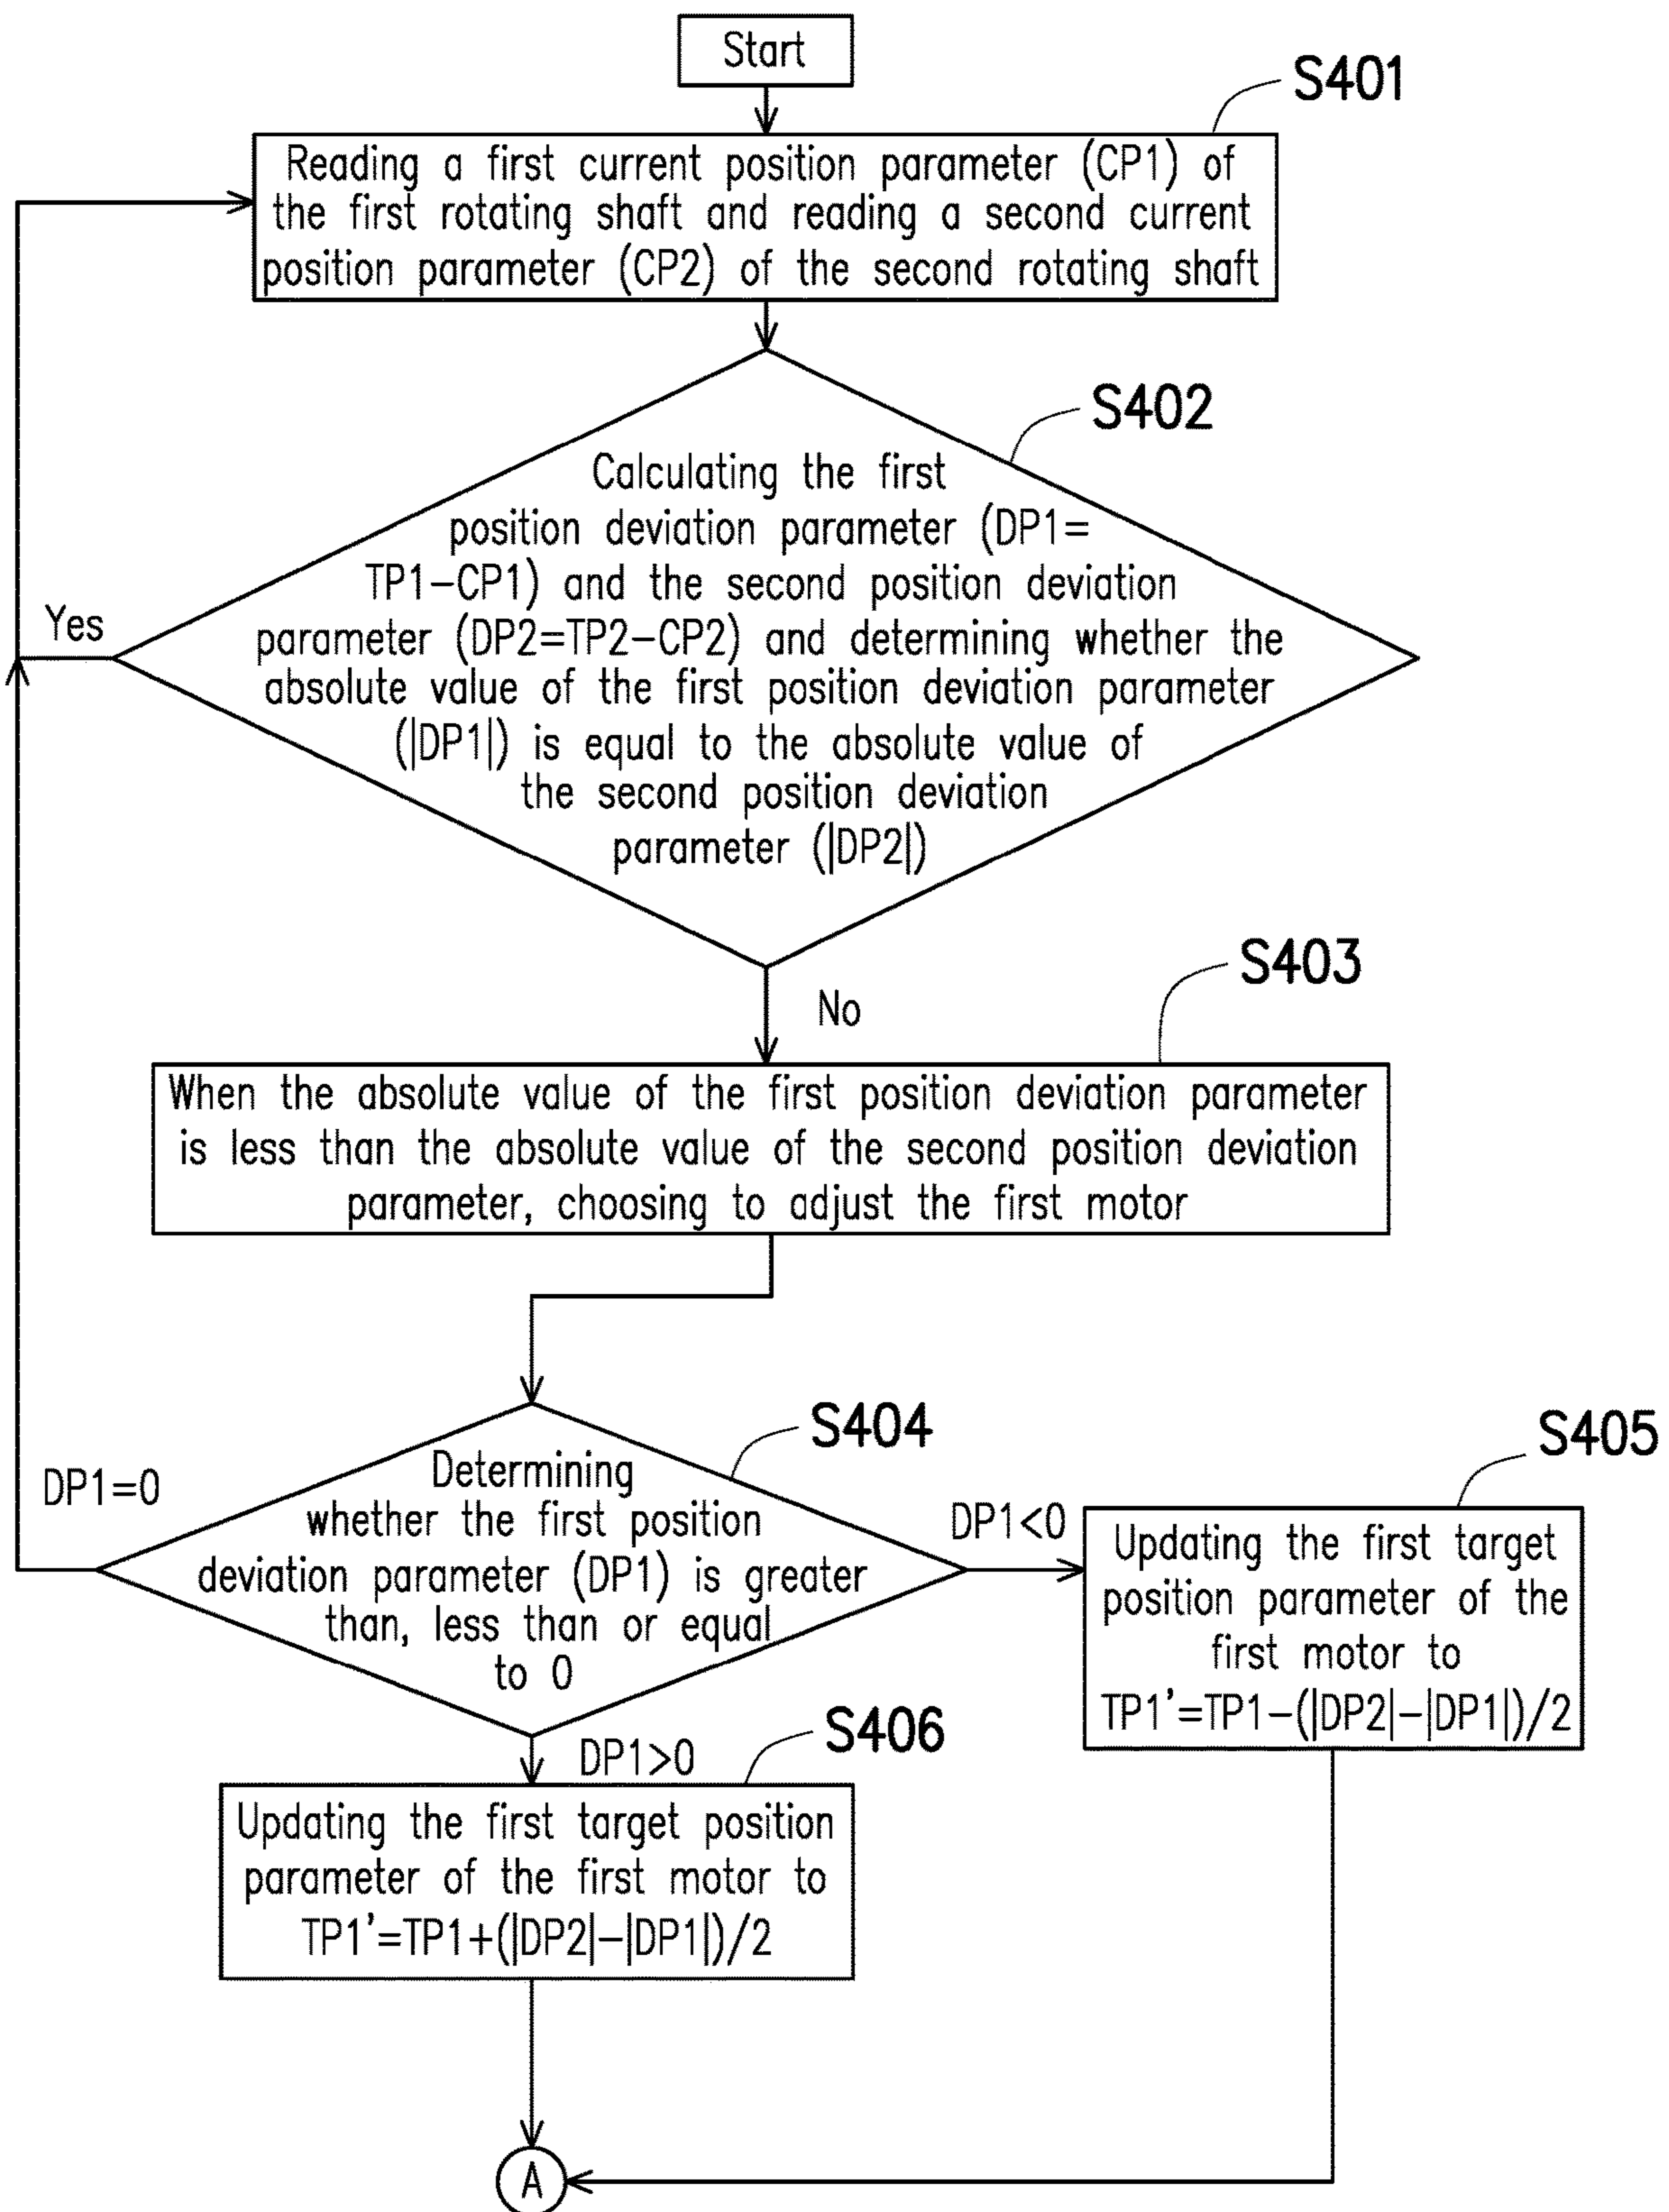 Start
S401
Reading a first current position parameter (CP1) of
the first rotating shaft and reading a second current
position parameter (CP2) of the second rotating shaft
S402
Calculating the first
position deviation parameter (DP1=
TP1-CP1) and the second position deviation
parameter (DP2=TP2-CP2) and determining whether the
absolute value of the first position deviation parameter
(|DP1|) is equal to the absolute value of
the second position deviation
parameter (|DP2|)
Yes
No
S403
When the absolute value of the first position deviation parameter
is less than the absolute value of the second position deviation
parameter, choosing to adjust the first motor
S404
Determining
whether the first position
deviation parameter (DP1) is greater
than, less than or equal
to 0
DP1=0
DP1<0
S405
Updating the first target
position parameter of the
first motor to
TP1'=TP1-(|DP2|-|DP1|)/2
DP1>0
S406
Updating the first target position
parameter of the first motor to
TP1'=TP1+(|DP2|-|DP1|)/2
A